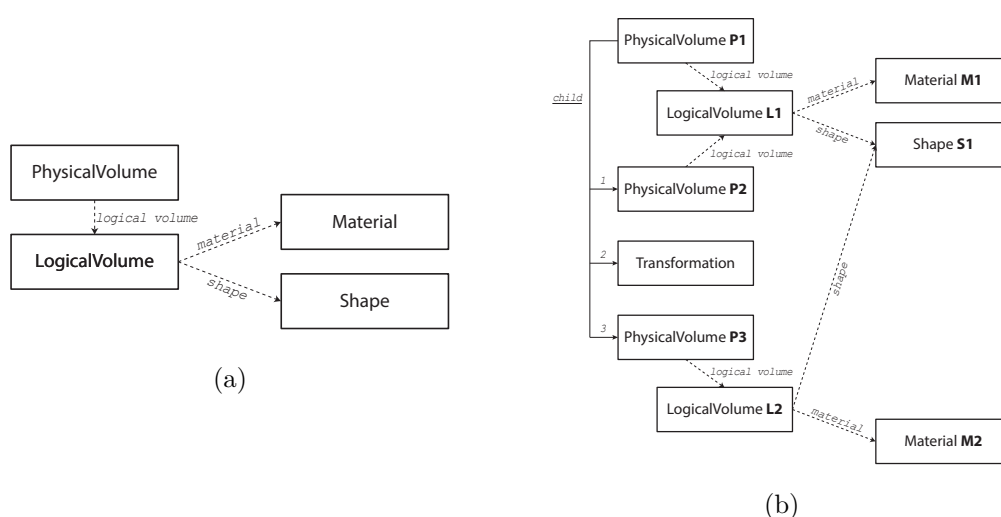 PhysicalVolume
logical volume
LogicalVolume
material
Material
shape
Shape
(a)
PhysicalVolume P1
logical volume
child
LogicalVolume L1
material
Material M1
shape
Shape S1
logical volume
1
PhysicalVolume P2
2
Transformation
shape
3
PhysicalVolume P3
logical volume
LogicalVolume L2
material
Material M2
(b)